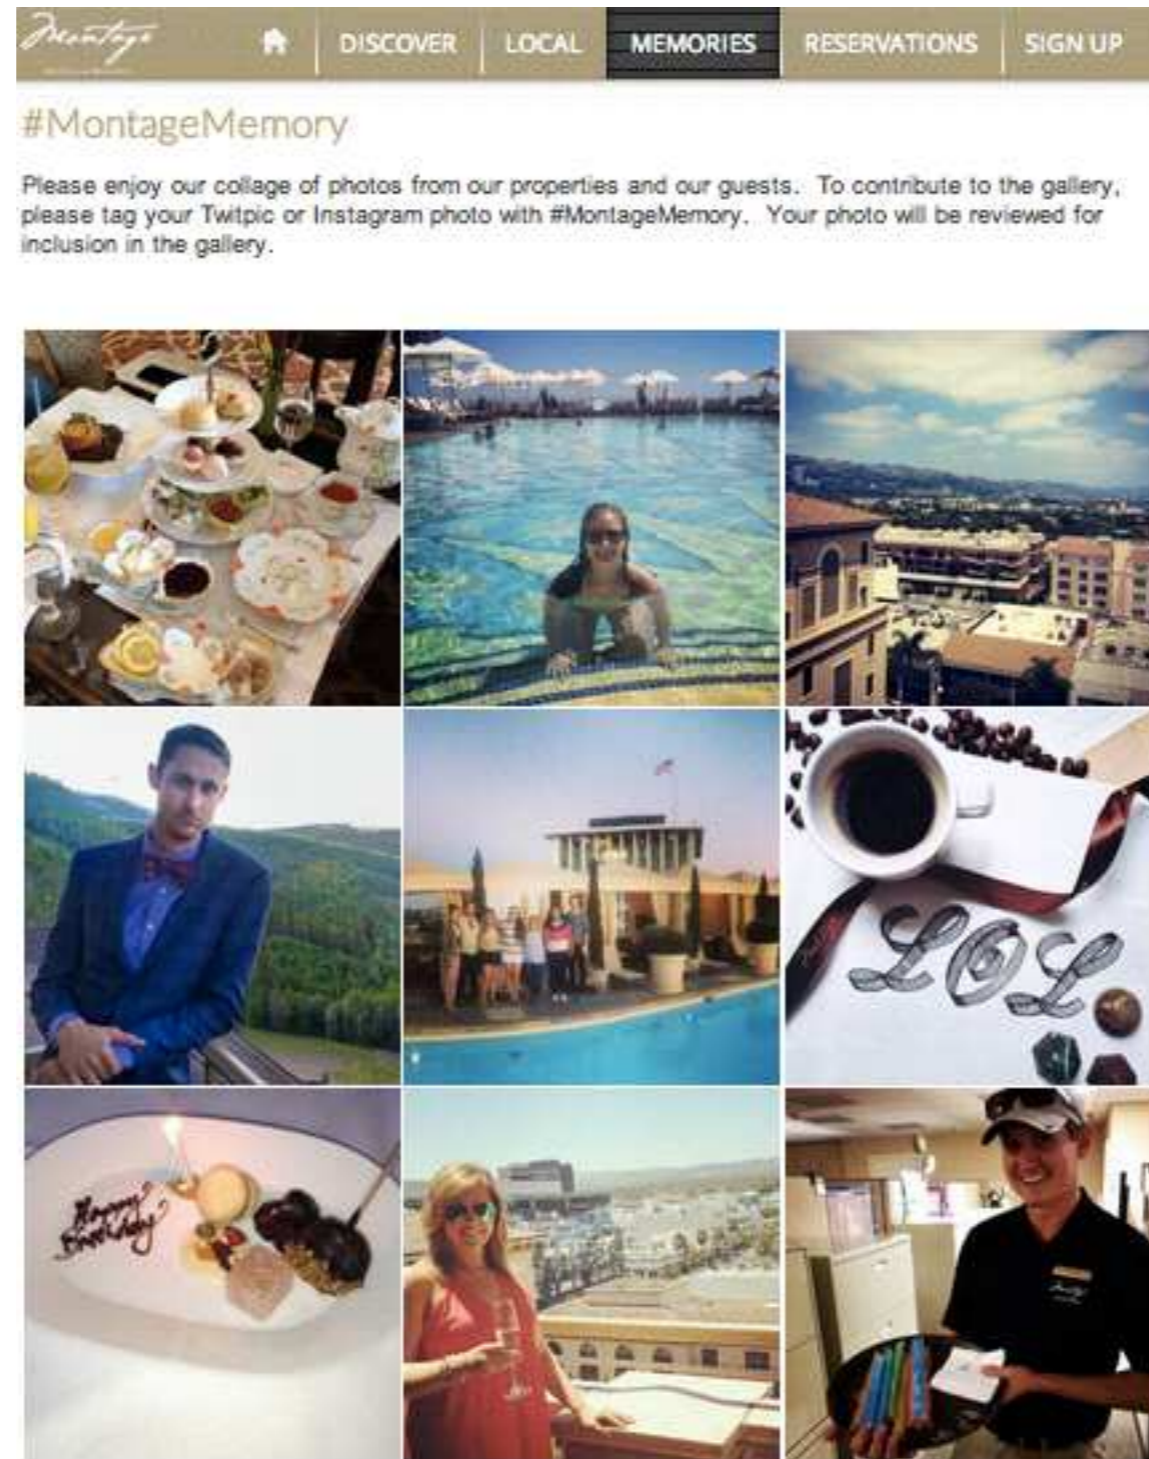 Montage
DISCOVER
LOCAL
MEMORIES
RESERVATIONS
SIGN UP
#MontageMemory
Please enjoy our collage of photos from our properties and our guests. To contribute to the gallery,
please tag your Twitpic or Instagram photo with #MontageMemory. Your photo will be reviewed for
inclusion in the gallery.
LOL
Happy
Birthday